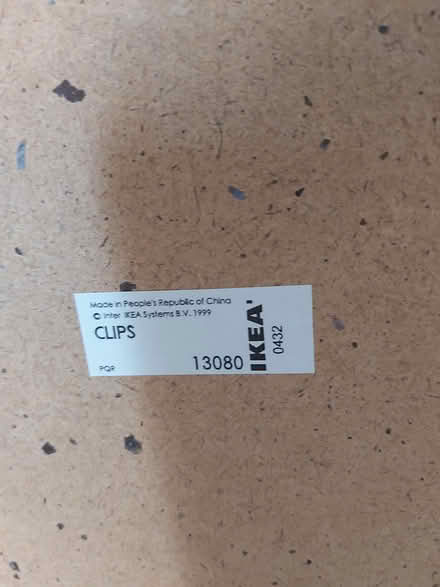 Made in People's Republic of China
© Inter IKEA Systems B.V. 1999
CLIPS
PQR 13080
IKEA
0432